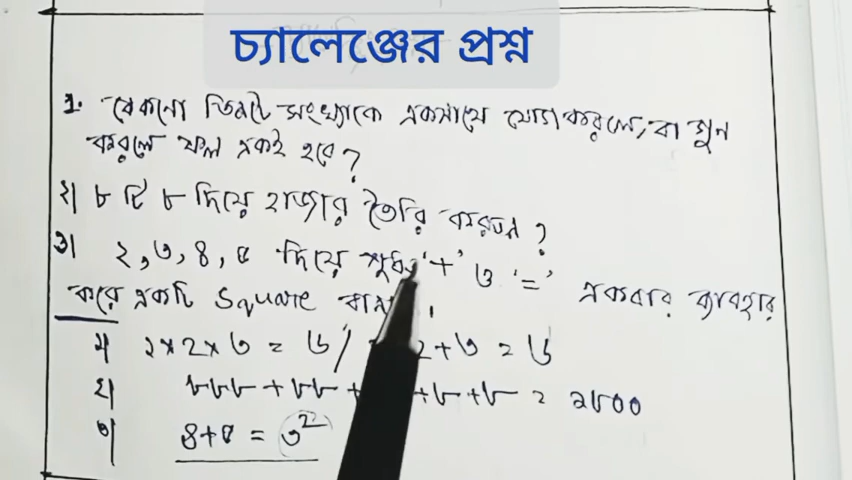 চ্যালেঞ্জের প্রশ্ন
১. যেকনো তিনটে সংখ্যাকে একসাথে যোগ করলে, বা গুন
করলে ফল একই হবে?
২| ৮ টি ৮ দিয়ে হাজার তৈরি করুন?
৩| ২,৩,৪,৫ দিয়ে শুধু '+' ও '=' একবার ব্যবহার
করে একটি Square
১×২×৩ = ৬/ ২+৩ = ৬
২| ৮৮৮+৮৮+ +৮+৮ = ১০০০
৩| ৪+৫ = ৩²